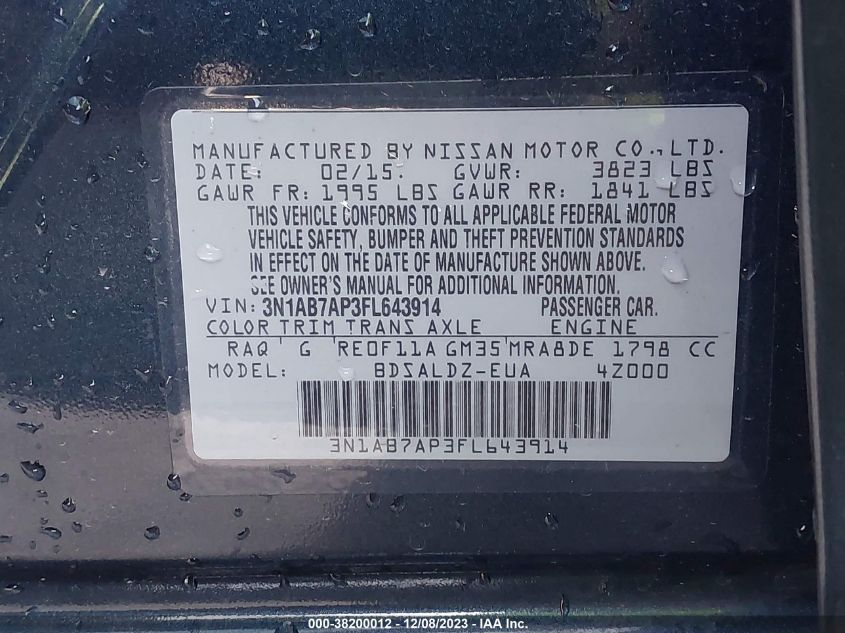 MANUFACTURED BY NISSAN MOTOR CO.,LTD.
DATE: 02/15. GVWR: 3823 LBS
GAWR FR: 1995 LBS GAWR RR: 1841 LBS
THIS VEHICLE CONFORMS TO ALL APPLICABLE FEDERAL MOTOR
VEHICLE SAFETY, BUMPER AND THEFT PREVENTION STANDARDS
IN EFFECT ON THE DATE OF MANUFACTURE SHOWN ABOVE.
SEE OWNER'S MANUAL FOR ADDITIONAL INFORMATION.
VIN: 3N1AB7AP3FL643914 PASSENGER CAR.
COLOR TRIM TRANS AXLE ENGINE
RAQ G RE0F11A GM35 MRA8DE 1798 CC
MODEL: BDSALDZ-EUA 4Z000
3N1AB7AP3FL643914
000-38200012 - 12/08/2023 - IAA Inc.